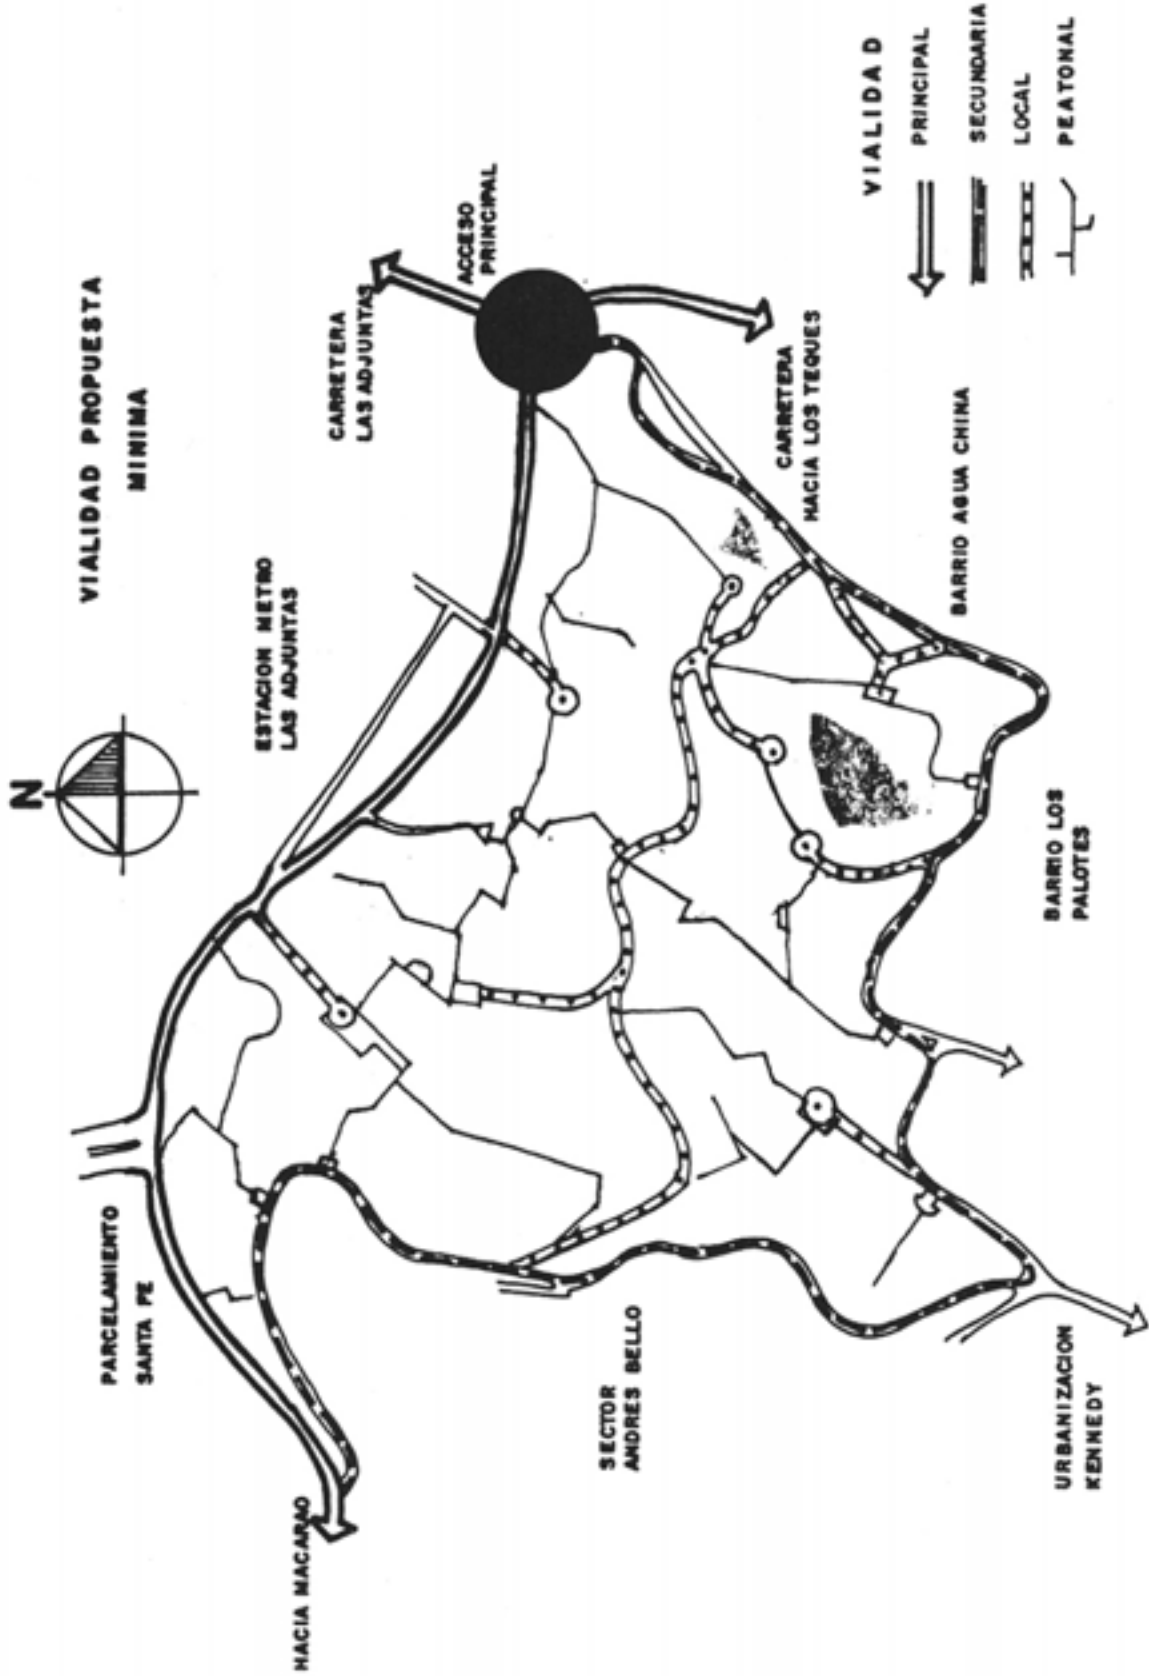 VIALIDAD PROPUESTA
MINIMA
N
HACIA MACARAO
PARCELAMIENTO
SANTA FE
ESTACION METRO
LAS ADJUNTAS
CARRETERA
LAS ADJUNTAS
ACCESO
PRINCIPAL
SECTOR
ANDRES BELLO
CARRETERA
HACIA LOS TEQUES
BARRIO AGUA CHINA
BARRIO LOS
PALOTES
URBANIZACION
KENNEDY
VIALIDAD
PRINCIPAL
SECUNDARIA
LOCAL
PEATONAL